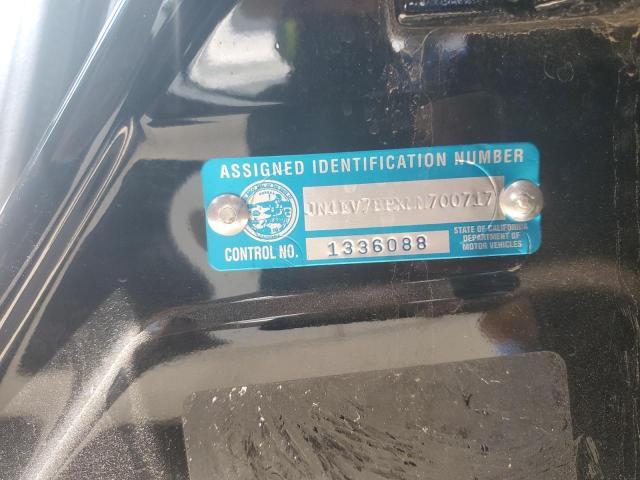 ASSIGNED IDENTIFICATION NUMBER
CONTROL NO. 1336088
STATE OF CALIFORNIA
DEPARTMENT OF
MOTOR VEHICLES